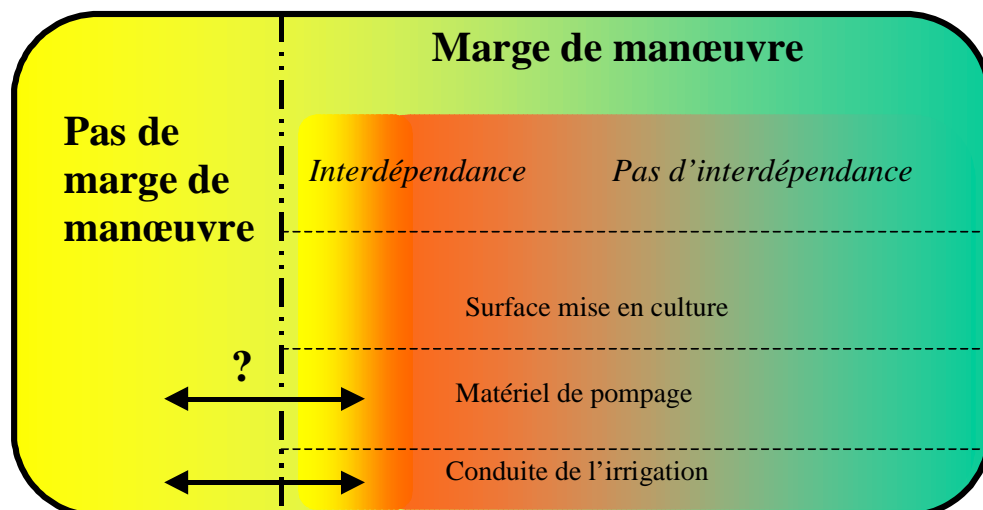 Marge de manœuvre
Pas de
marge de
manœuvre
Interdépendance
Pas d’interdépendance
Surface mise en culture
?
Matériel de pompage
Conduite de l’irrigation